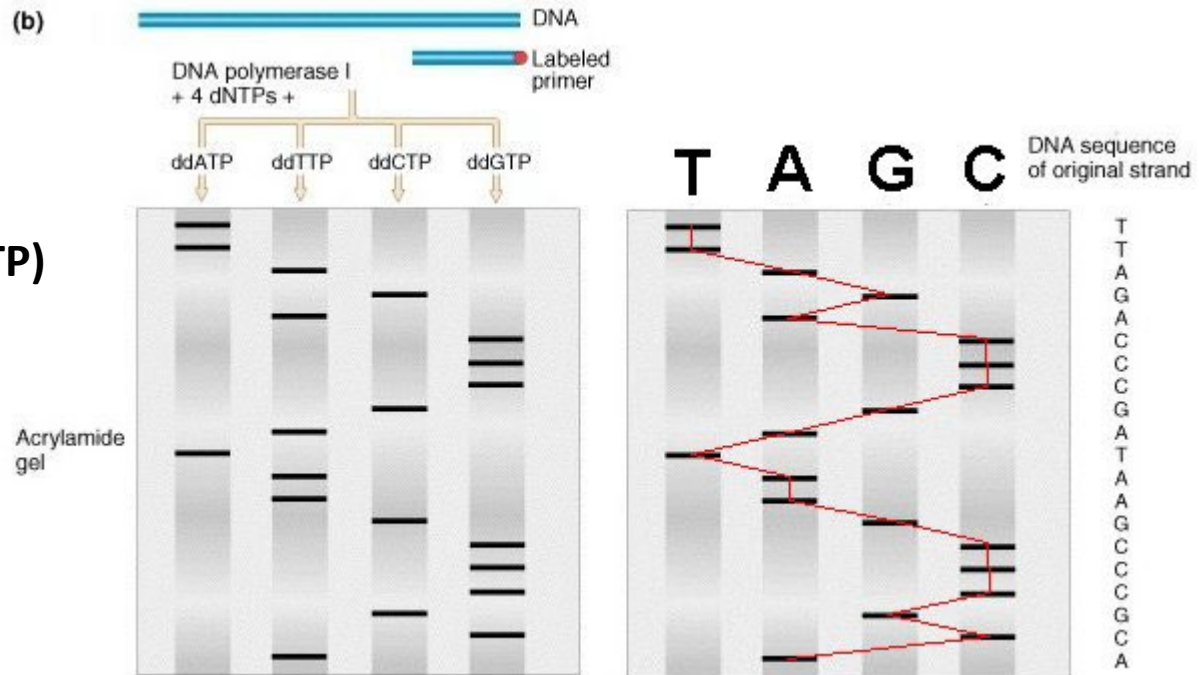 (b)
DNA
Labeled
primer
DNA polymerase I
+ 4 dNTPs +
ddATP ddTTP ddCTP ddGTP
TP)
Acrylamide
gel
T A G C
DNA sequence
of original strand
T
T
A
G
A
C
C
C
G
A
T
A
A
G
C
C
C
G
C
A